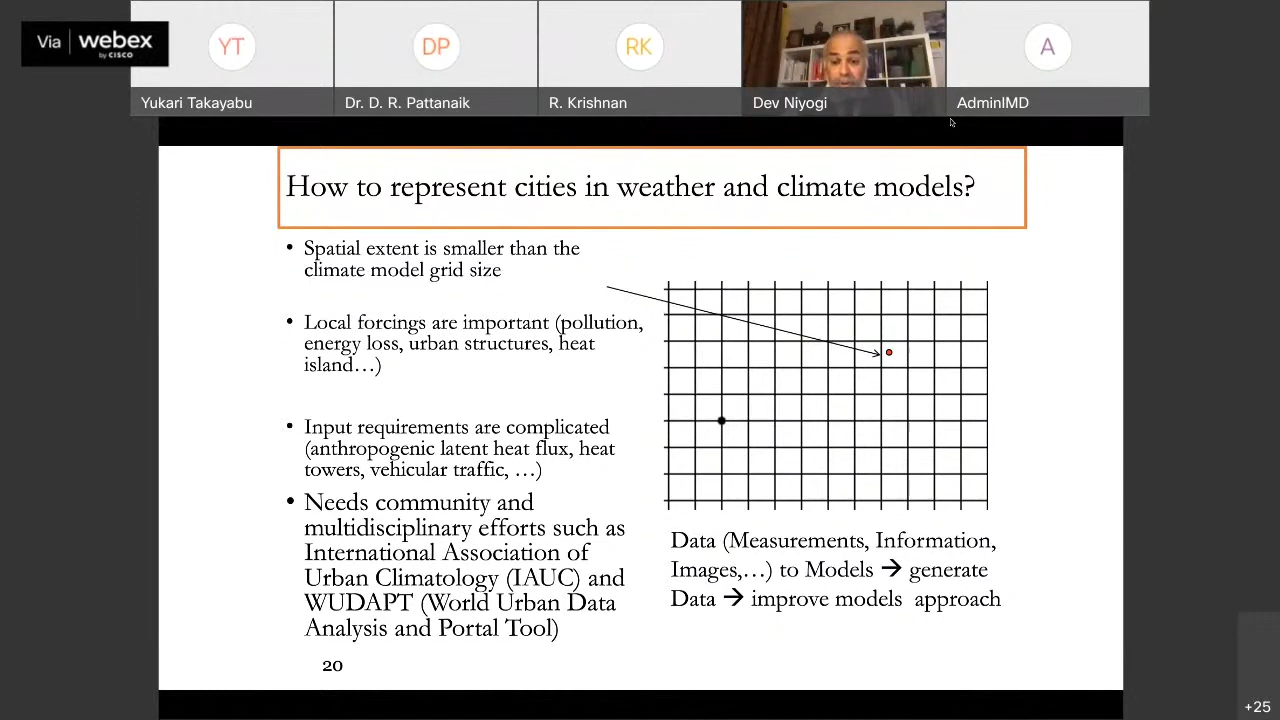 Via webex
by CISCO
YT
DP
RK
A
Yukari Takayabu
Dr. D. R. Pattanaik
R. Krishnan
Dev Niyogi
AdminIMD
How to represent cities in weather and climate models?
• Spatial extent is smaller than the
climate model grid size
• Local forcings are important (pollution,
energy loss, urban structures, heat
island…)
• Input requirements are complicated
(anthropogenic latent heat flux, heat
towers, vehicular traffic, …)
• Needs community and
multidisciplinary efforts such as
International Association of
Urban Climatology (IAUC) and
WUDAPT (World Urban Data
Analysis and Portal Tool)
Data (Measurements, Information,
Images,…) to Models → generate
Data → improve models approach
20
+25